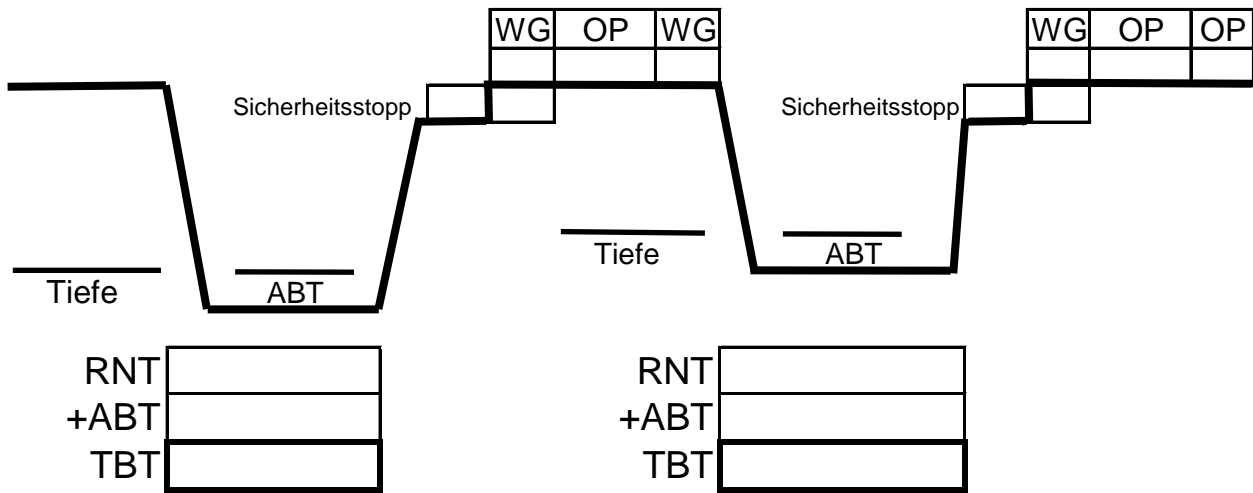 WG OP WG
WG OP OP
Sicherheitsstopp
Sicherheitsstopp
Tiefe
ABT
Tiefe
ABT
RNT
+ABT
TBT
RNT
+ABT
TBT